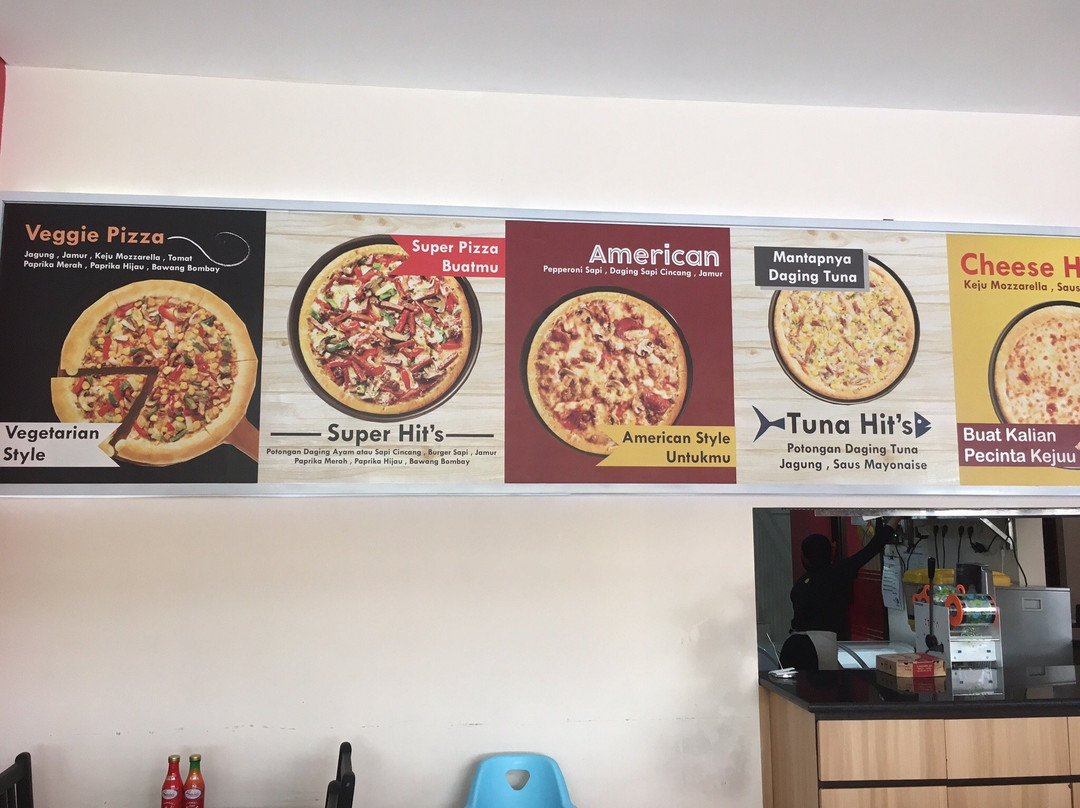 Veggie Pizza
Jagung , Jamur , Keju Mozzarella , Tomat
Paprika Merah , Paprika Hijau , Bawang Bombay
Vegetarian
Style
Super Pizza
Buatmu
Super Hit's
Potongan Daging Ayam atau Sapi Cincang , Burger Sapi , Jamur
Paprika Merah , Paprika Hijau , Bawang Bombay
American
Pepperoni Sapi , Daging Sapi Cincang , Jamur
American Style
Untukmu
Mantapnya
Daging Tuna
Tuna Hit's
Potongan Daging Tuna
Jagung , Saus Mayonaise
Cheese H
Keju Mozzarella , Saus
Buat Kalian
Pecinta Kejuu